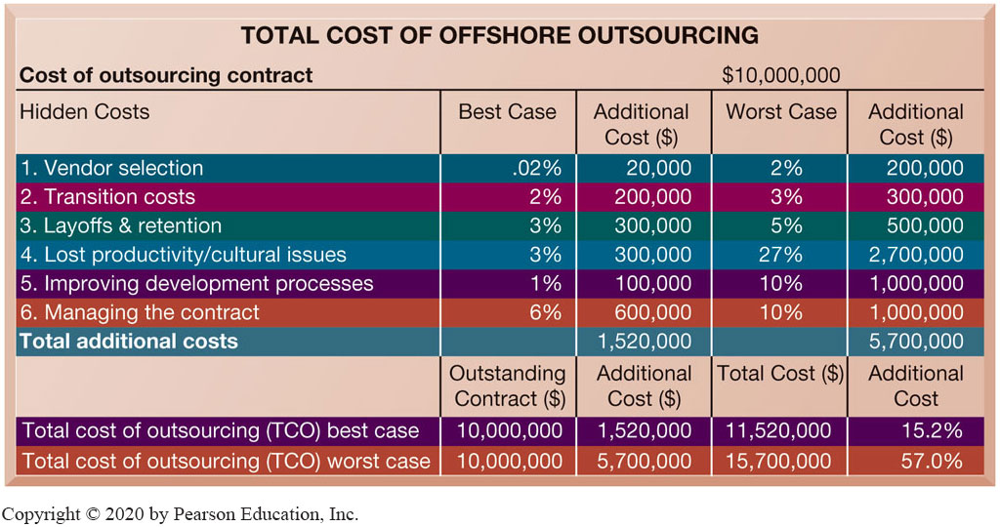 TOTAL COST OF OFFSHORE OUTSOURCING
Cost of outsourcing contract $10,000,000
Hidden Costs Best Case Additional Cost ($) Worst Case Additional Cost ($)
1. Vendor selection .02% 20,000 2% 200,000
2. Transition costs 2% 200,000 3% 300,000
3. Layoffs & retention 3% 300,000 5% 500,000
4. Lost productivity/cultural issues 3% 300,000 27% 2,700,000
5. Improving development processes 1% 100,000 10% 1,000,000
6. Managing the contract 6% 600,000 10% 1,000,000
Total additional costs 1,520,000 5,700,000
Outstanding Contract ($) Additional Cost ($) Total Cost ($) Additional Cost
Total cost of outsourcing (TCO) best case 10,000,000 1,520,000 11,520,000 15.2%
Total cost of outsourcing (TCO) worst case 10,000,000 5,700,000 15,700,000 57.0%
Copyright © 2020 by Pearson Education, Inc.